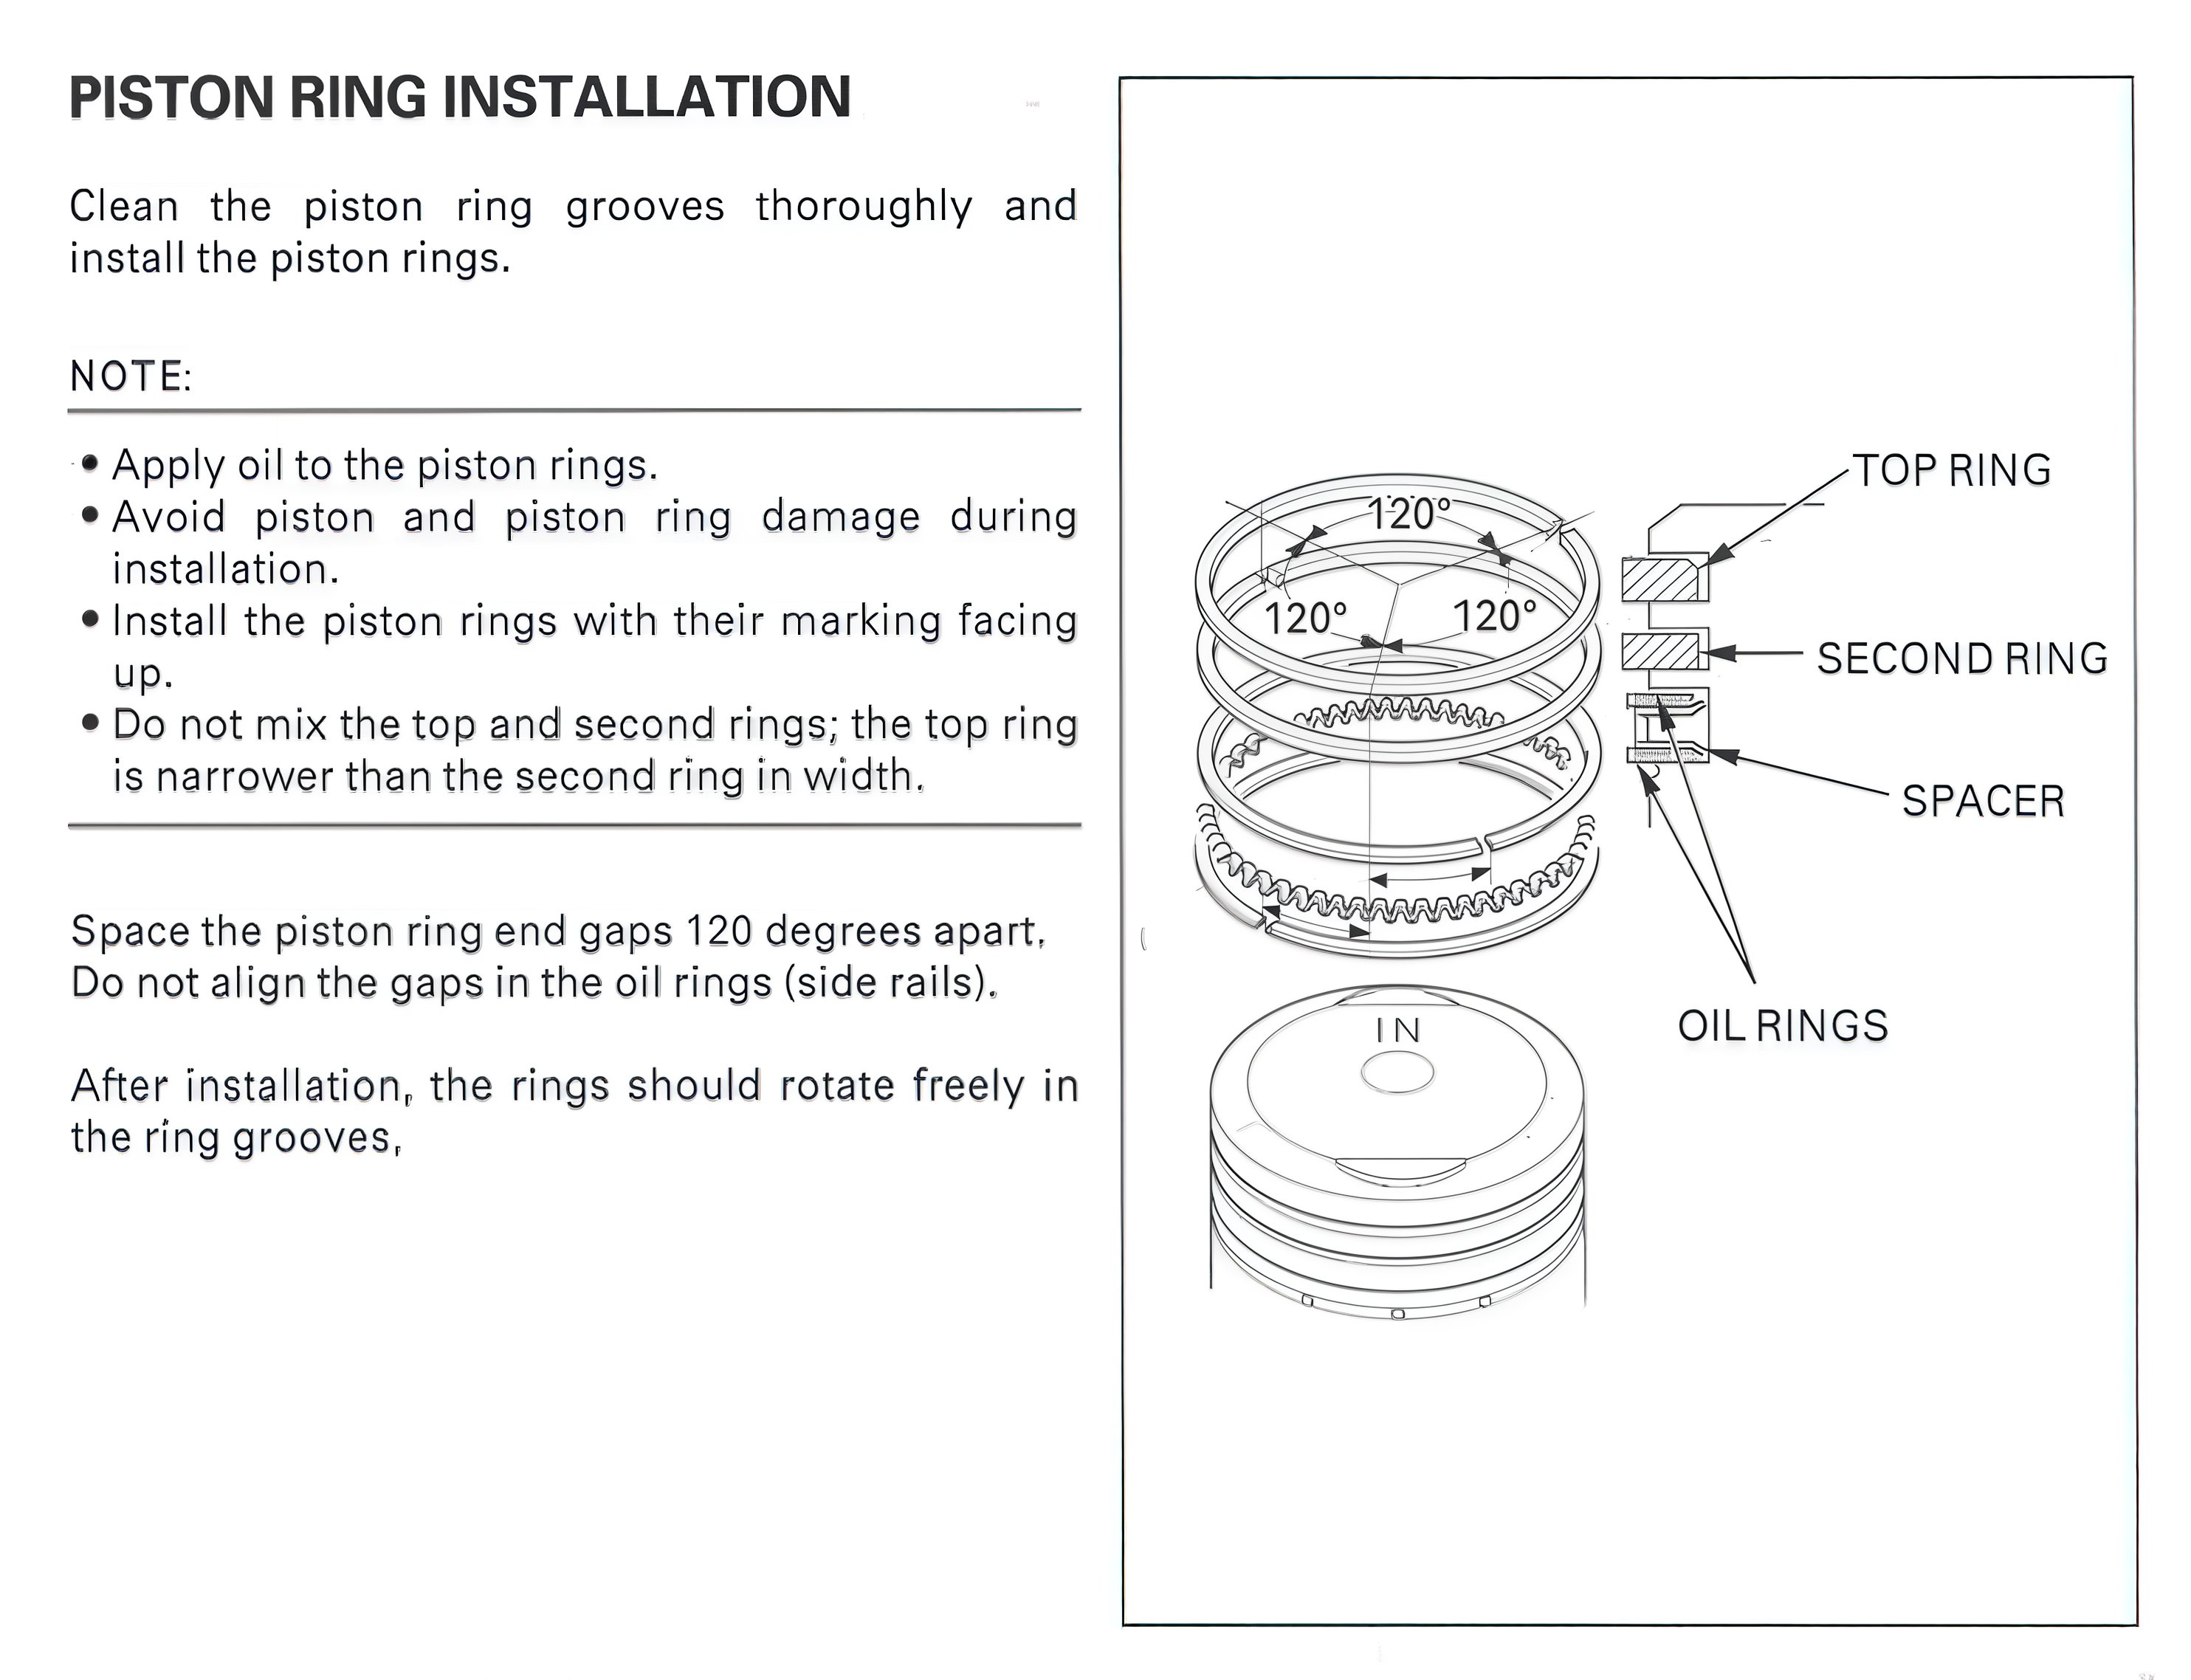 PISTON RING INSTALLATION
Clean the piston ring grooves thoroughly and
install the piston rings.
NOTE:
• Apply oil to the piston rings.
• Avoid piston and piston ring damage during
installation.
• Install the piston rings with their marking facing
up.
• Do not mix the top and second rings; the top ring
is narrower than the second ring in width.
Space the piston ring end gaps 120 degrees apart.
Do not align the gaps in the oil rings (side rails).
After installation, the rings should rotate freely in
the ring grooves,
TOP RING
120°
120°
120°
SECOND RING
SPACER
OIL RINGS
IN